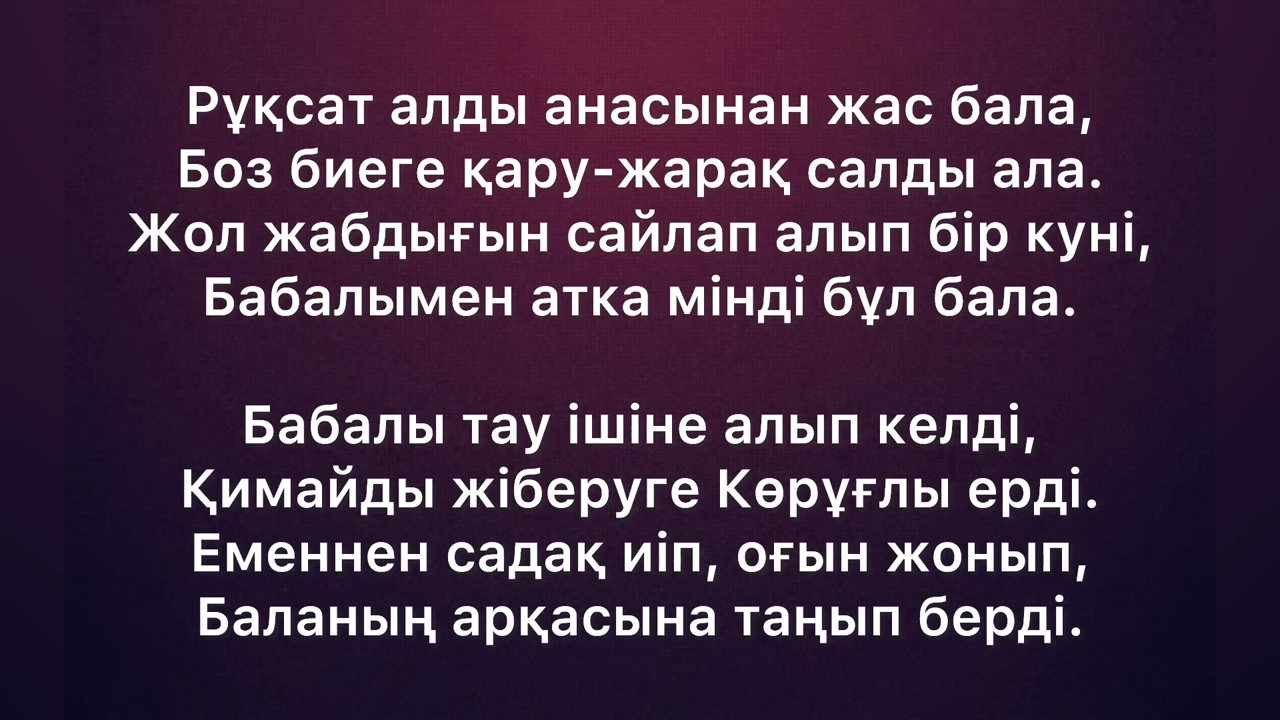 Рұқсат алды анасынан жас бала,
Боз биеге қару-жарақ салды ала.
Жол жабдығын сайлап алып бір куні,
Бабалымен атка мінді бұл бала.
Бабалы тау ішіне алып келді,
Қимайды жіберуге Көрұғлы ерді.
Еменнен садақ иіп, оғын жонып,
Баланың арқасына таңып берді.